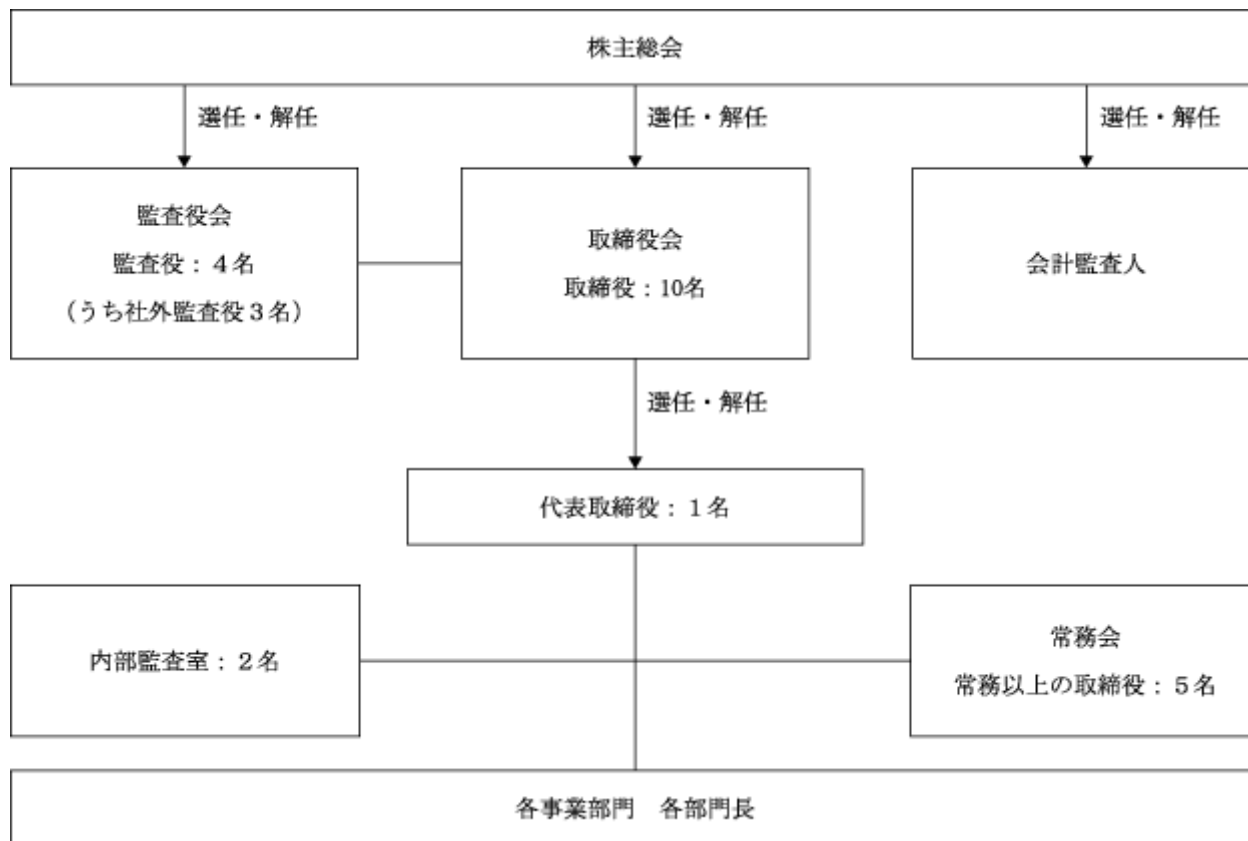 株主総会
選任・解任
選任・解任
選任・解任
監査役会
監査役：４名
（うち社外監査役３名）
取締役会
取締役：10名
会計監査人
選任・解任
代表取締役：１名
内部監査室：２名
常務会
常務以上の取締役：５名
各事業部門　各部門長